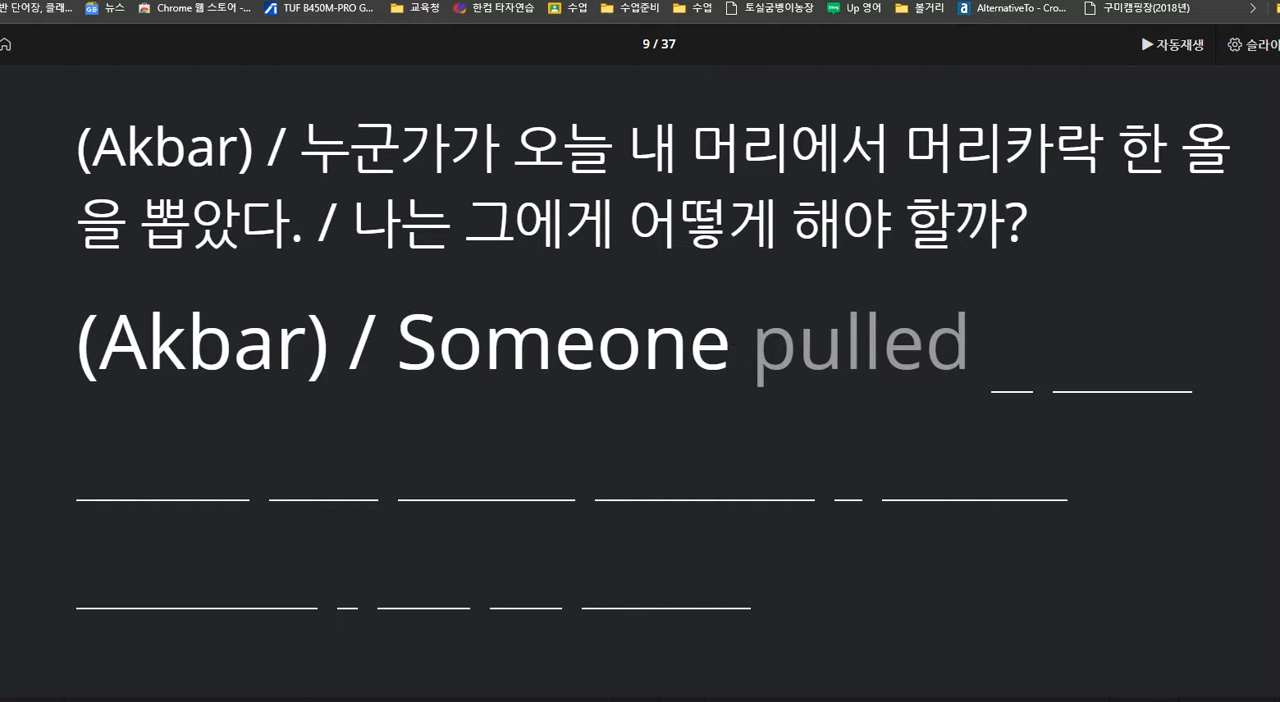 반 단어장, 클래... 뉴스 Chrome 웹 스토어 -... TUF B450M-PRO G... 교육청 한컴 타자연습 수업 수업준비 수업 토실굼벵이농장 Up 영어 볼거리 AlternativeTo - Cro... 구미캠핑장(2018년)
9 / 37 자동재생 슬라이
(Akbar) / 누군가가 오늘 내 머리에서 머리카락 한 올
을 뽑았다. / 나는 그에게 어떻게 해야 할까?
(Akbar) / Someone pulled